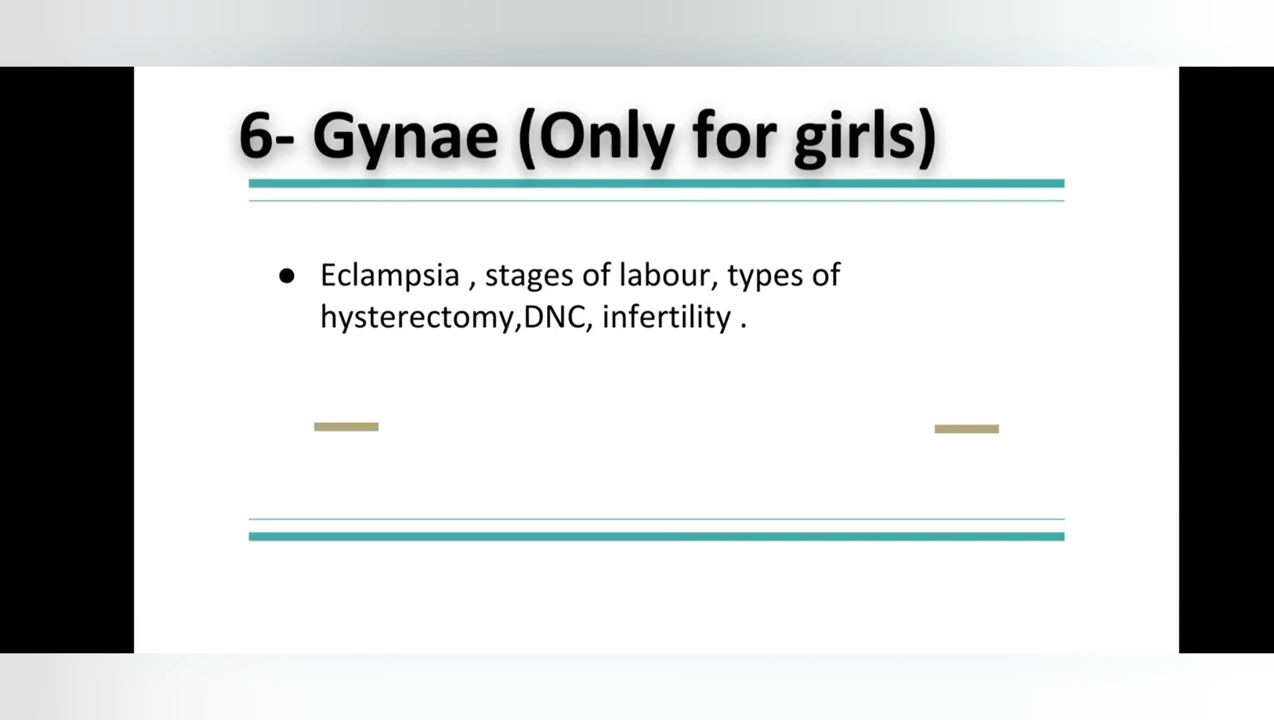 6- Gynae (Only for girls)
● Eclampsia , stages of labour, types of
hysterectomy,DNC, infertility .